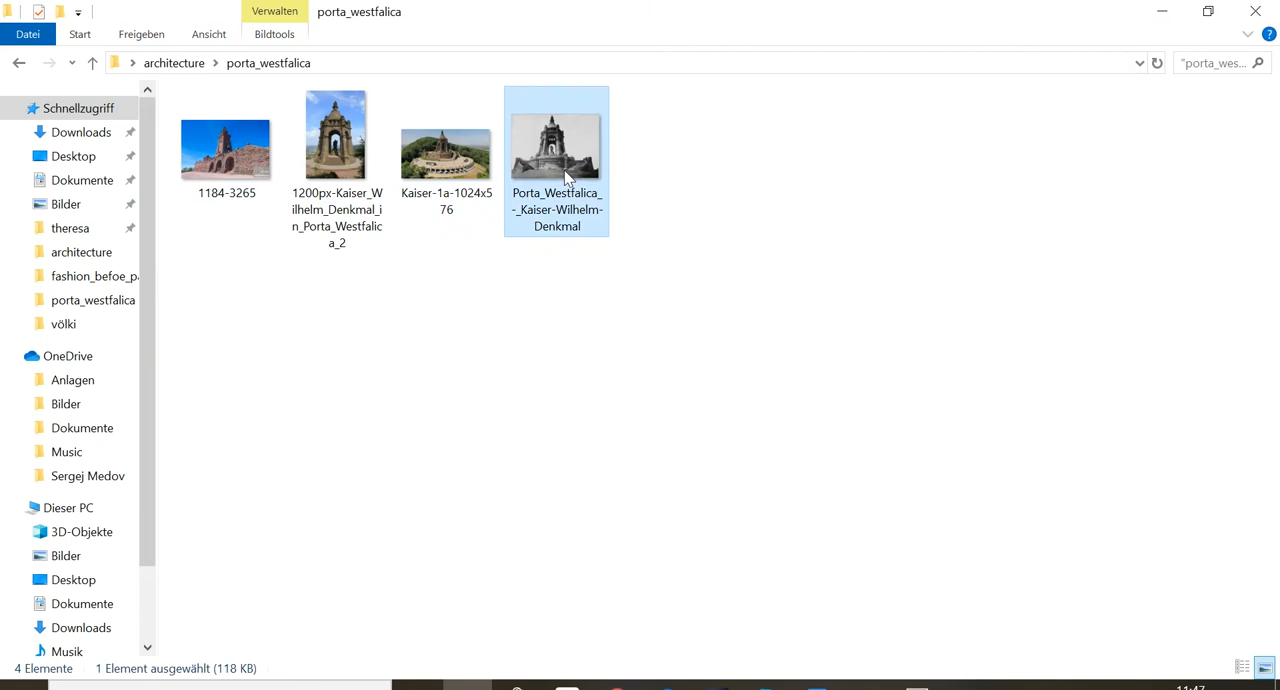 Verwalten
porta_westfalica
Datei
Start
Freigeben
Ansicht
Bildtools
architecture
porta_westfalica
"porta_wes...
Schnellzugriff
Downloads
Desktop
Dokumente
Bilder
theresa
architecture
fashion_befoe_pa
porta_westfalica
völki
OneDrive
Anlagen
Bilder
Dokumente
Music
Sergej Medov
Dieser PC
3D-Objekte
Bilder
Desktop
Dokumente
Downloads
Musik
1184-3265
1200px-Kaiser_W
ilhelm_Denkmal_i
n_Porta_Westfalic
a_2
Kaiser-1a-1024x5
76
Porta_Westfalica_
-_Kaiser-Wilhelm-
Denkmal
4 Elemente
1 Element ausgewählt (118 KB)
11:47